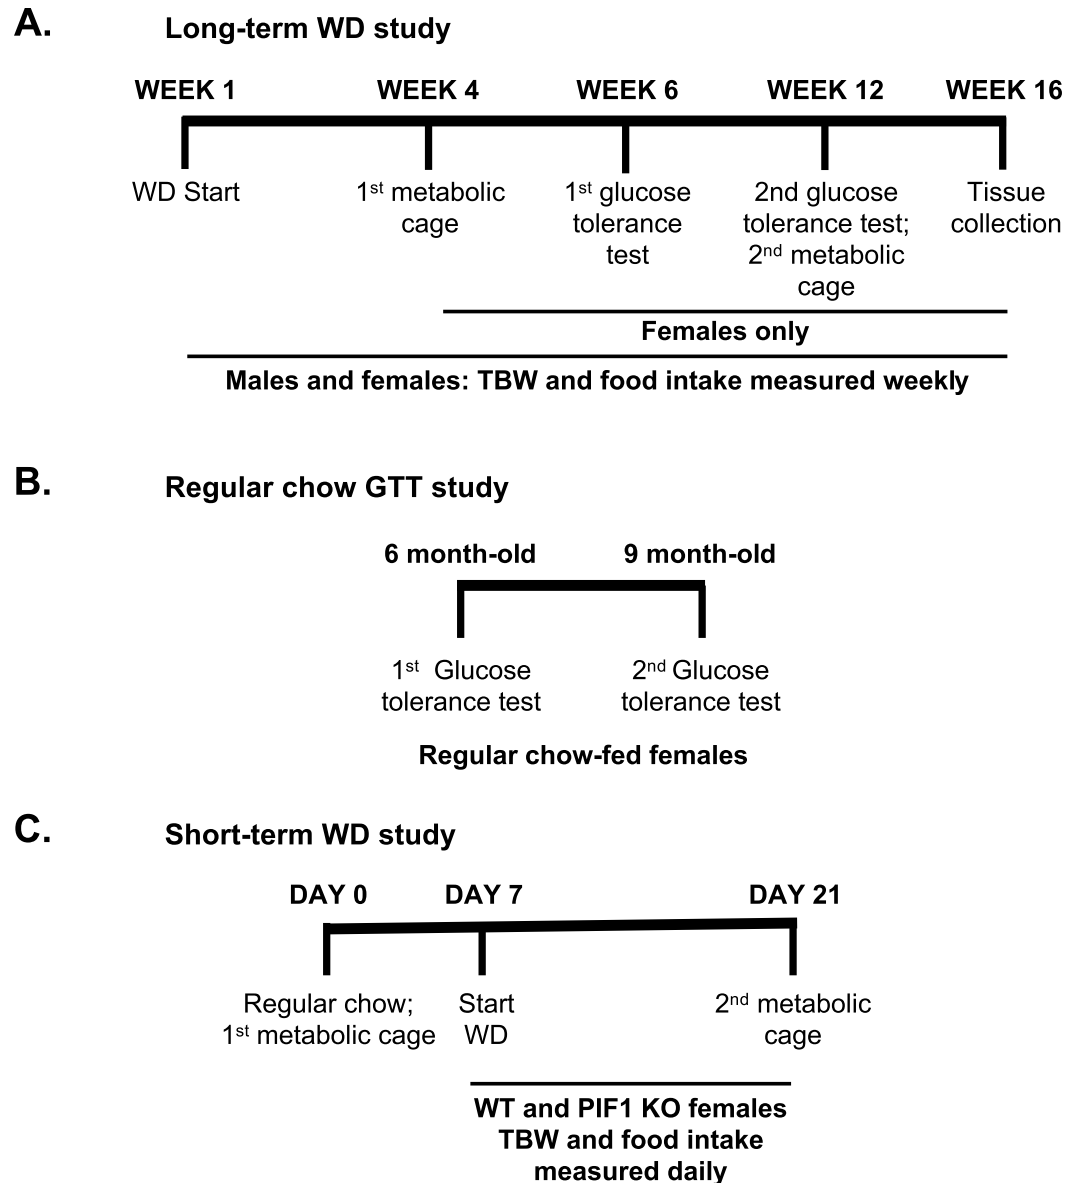 A.
Long-term WD study
WEEK 1 WEEK 4 WEEK 6 WEEK 12 WEEK 16
WD Start
1st metabolic
cage
1st glucose
tolerance
test
2nd glucose
tolerance test;
2nd metabolic
cage
Tissue
collection
Females only
Males and females: TBW and food intake measured weekly
B.
Regular chow GTT study
6 month-old 9 month-old
1st Glucose
tolerance test
2nd Glucose
tolerance test
Regular chow-fed females
C.
Short-term WD study
DAY 0 DAY 7 DAY 21
Regular chow;
1st metabolic cage
Start
WD
2nd metabolic
cage
WT and PIF1 KO females
TBW and food intake
measured daily